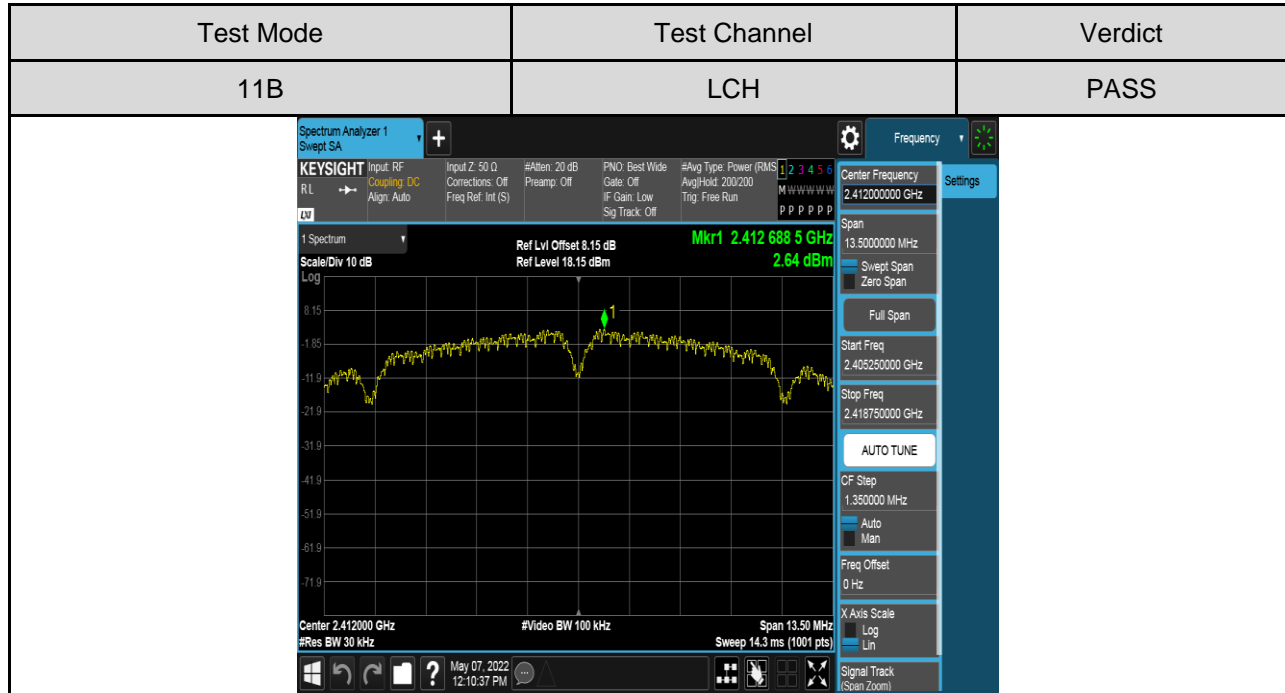 Test Mode Test Channel Verdict
11B LCH PASS
Spectrum Analyzer 1
Swept SA
+
Frequency
KEYSIGHT
RL
LXI
Input: RF
Coupling: DC
Align: Auto
Input Z: 50 Ω
Corrections: Off
Freq Ref: Int (S)
#Atten: 20 dB
Preamp: Off
PNO: Best Wide
Gate: Off
IF Gain: Low
Sig Track: Off
#Avg Type: Power (RMS
Avg|Hold: 200/200
Trig: Free Run
1 2 3 4 5 6
M W W W W W
P P P P P P
1 Spectrum
Scale/Div 10 dB
Ref Lvl Offset 8.15 dB
Ref Level 18.15 dBm
Mkr1 2.412 688 5 GHz
2.64 dBm
Log
8.15
-1.85
-11.9
-21.9
-31.9
-41.9
-51.9
-61.9
-71.9
1
Center 2.412000 GHz
#Res BW 30 kHz
#Video BW 100 kHz
Span 13.50 MHz
Sweep 14.3 ms (1001 pts)
May 07, 2022
12:10:37 PM
?
Center Frequency
2.412000000 GHz
Settings
Span
13.5000000 MHz
Swept Span
Zero Span
Full Span
Start Freq
2.405250000 GHz
Stop Freq
2.418750000 GHz
AUTO TUNE
CF Step
1.350000 MHz
Auto
Man
Freq Offset
0 Hz
X Axis Scale
Log
Lin
Signal Track
(Span Zoom)